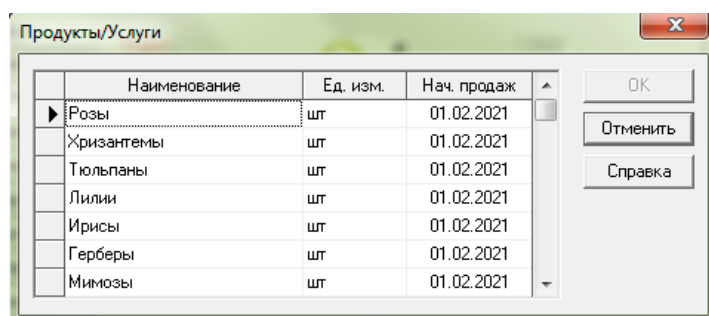 Продукты/Услуги
Наименование Ед. изм. Нач. продаж
Розы шт 01.02.2021
Хризантемы шт 01.02.2021
Тюльпаны шт 01.02.2021
Лилии шт 01.02.2021
Ирисы шт 01.02.2021
Герберы шт 01.02.2021
Мимозы шт 01.02.2021
OK
Отменить
Справка